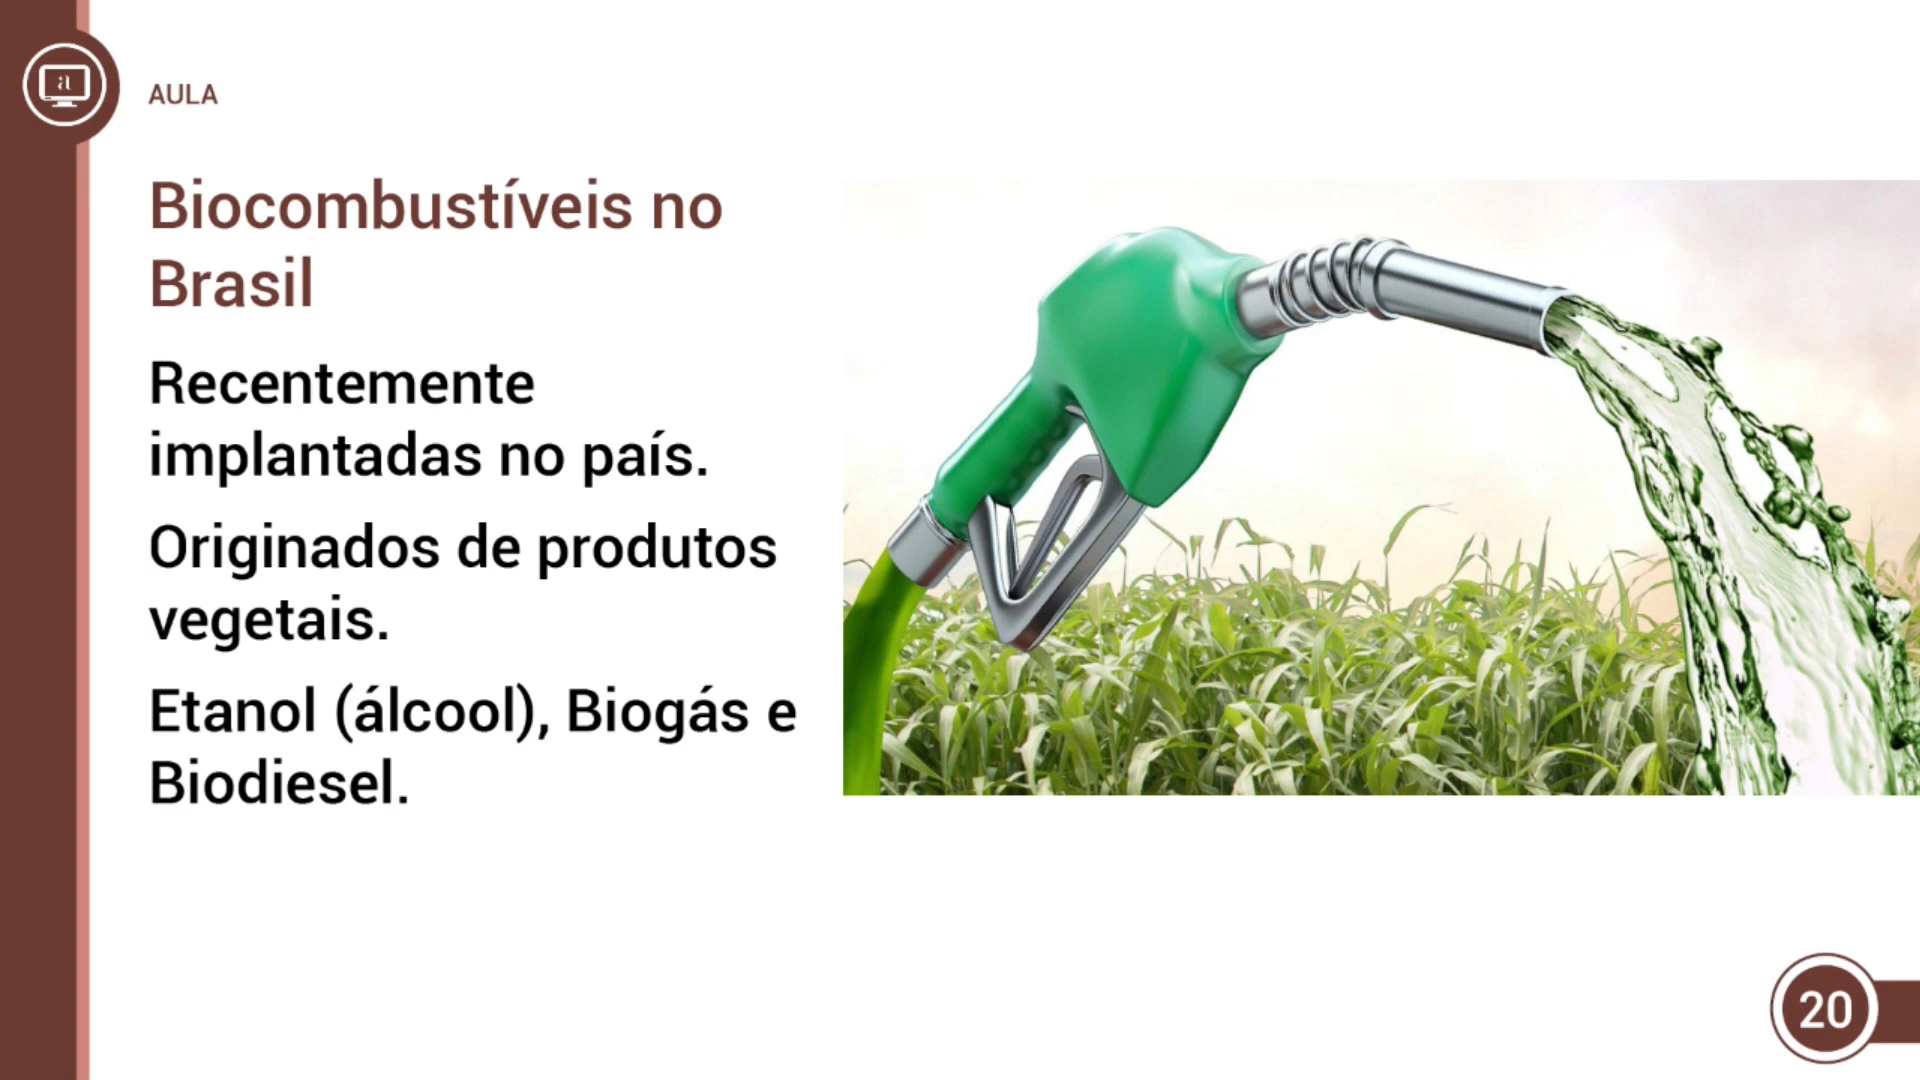 a
AULA
Biocombustíveis no
Brasil
Recentemente
implantadas no país.
Originados de produtos
vegetais.
Etanol (álcool), Biogás e
Biodiesel.
20